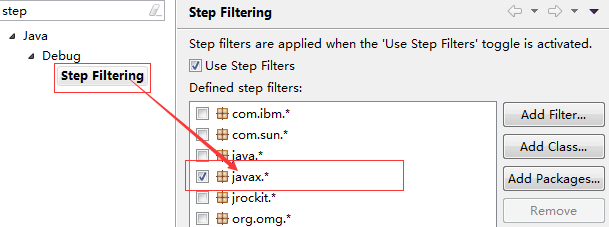 step
Java
Debug
Step Filtering
Step Filtering
Step filters are applied when the 'Use Step Filters' toggle is activated.
Use Step Filters
Defined step filters:
com.ibm.*
com.sun.*
java.*
javax.*
jrockit.*
org.omg.*
Add Filter...
Add Class...
Add Packages...
Remove